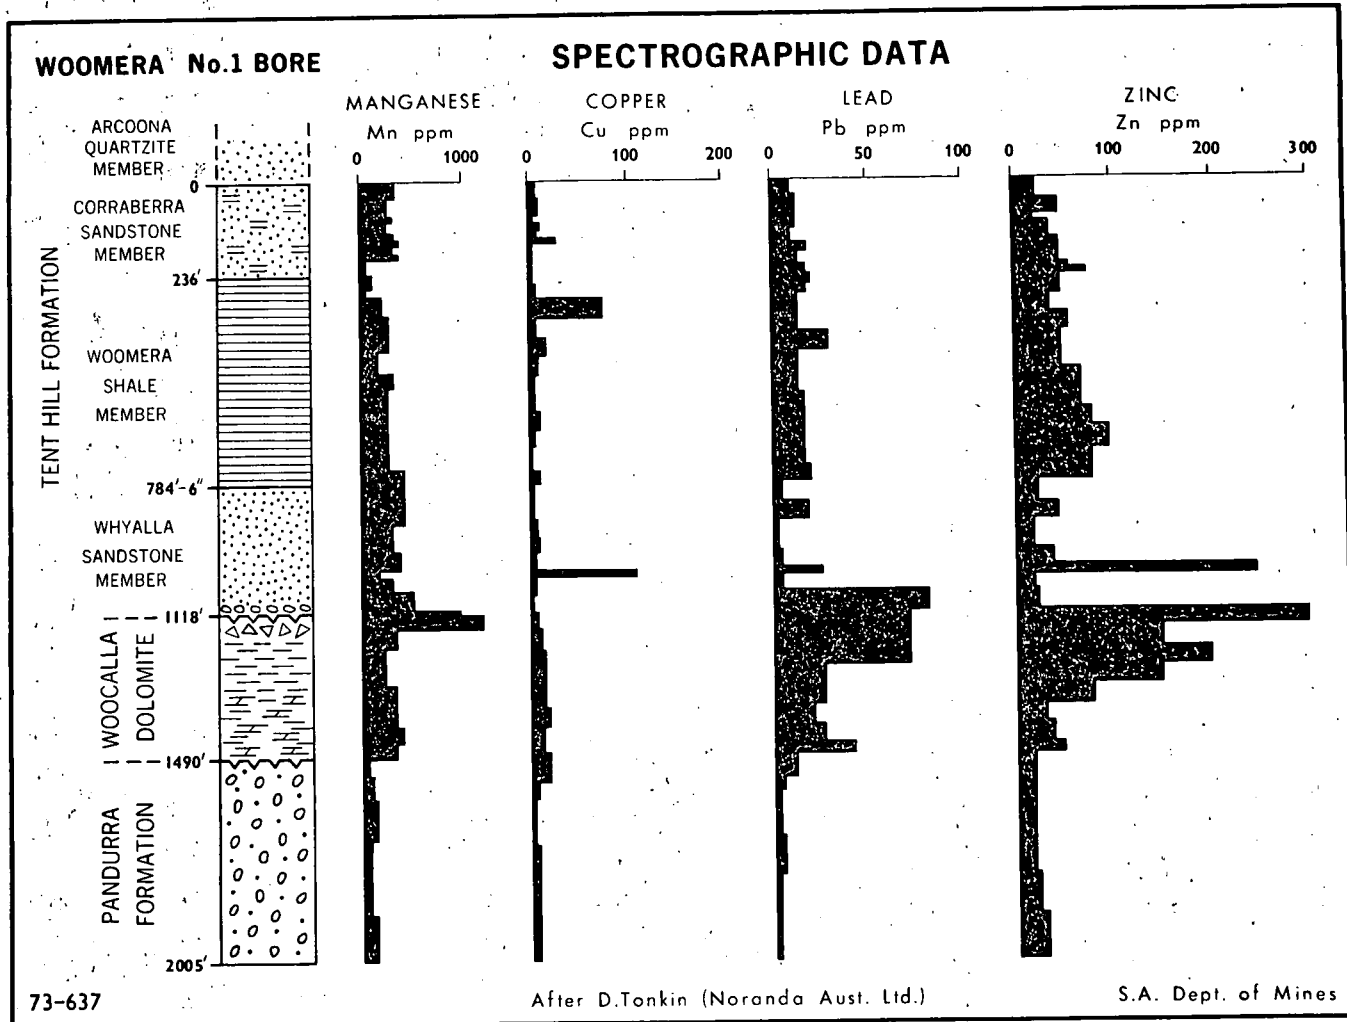 WOOMERA No.1 BORE
SPECTROGRAPHIC DATA
MANGANESE
Mn ppm
0 1000
COPPER
Cu ppm
0 100 200
LEAD
Pb ppm
0 50 100
ZINC
Zn ppm
0 100 200 300
ARCOONA
QUARTZITE
MEMBER
0
CORRABERRA
SANDSTONE
MEMBER
236'
TENT HILL FORMATION
WOOMERA
SHALE
MEMBER
784'-6"
WHYALLA
SANDSTONE
MEMBER
1118'
WOOCALLA
DOLOMITE
1490'
PANDURRA
FORMATION
2005'
73-637
After D.Tonkin (Noranda Aust. Ltd.)
S.A. Dept. of Mines